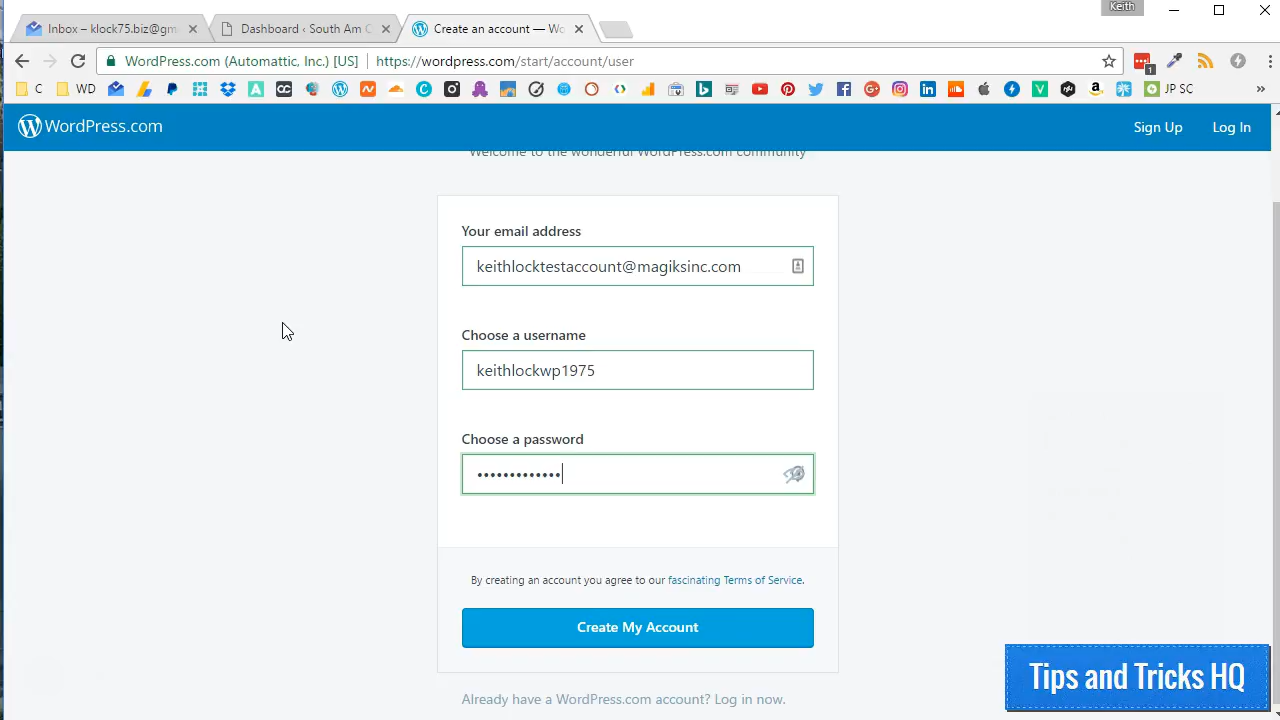 Keith
Inbox – klock75.biz@gm
Dashboard ‹ South Am C
Create an account — Wo
WordPress.com (Automattic, Inc.) [US]
https://wordpress.com/start/account/user
C
WD
JP SC
»
WordPress.com
Sign Up
Log In
Welcome to the wonderful WordPress.com community
Your email address
keithlocktestaccount@magiksinc.com
Choose a username
keithlockwp1975
Choose a password
•••••••••••••
By creating an account you agree to our fascinating Terms of Service.
Create My Account
Already have a WordPress.com account? Log in now.
Tips and Tricks HQ